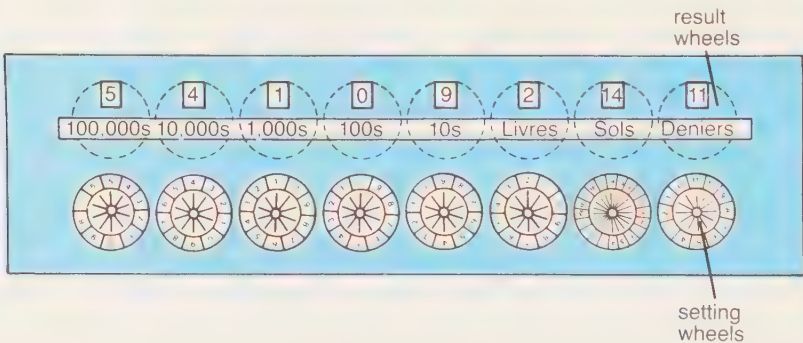 result
wheels
5 4 1 0 9 2 14 11
100,000s 10,000s 1,000s 100s 10s Livres Sols Deniers
setting
wheels